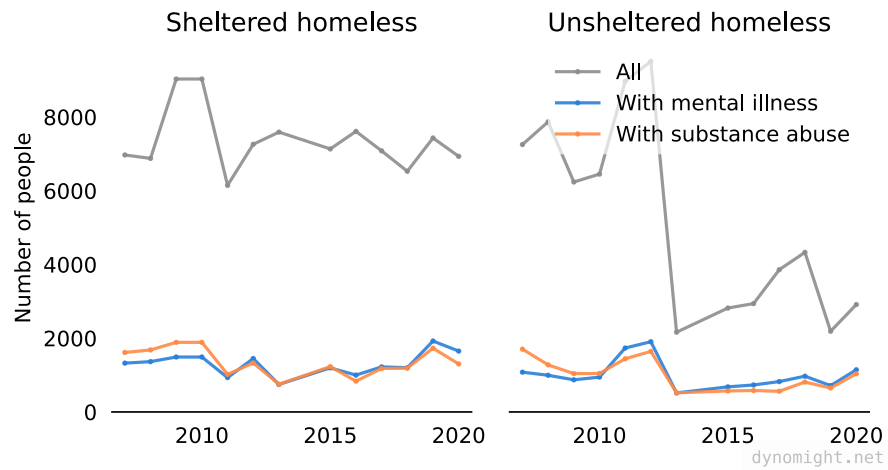 Sheltered homeless
Unsheltered homeless
All
With mental illness
With substance abuse
Number of people
8000
6000
4000
2000
0
2010
2015
2020
2010
2015
2020
dynomight.net